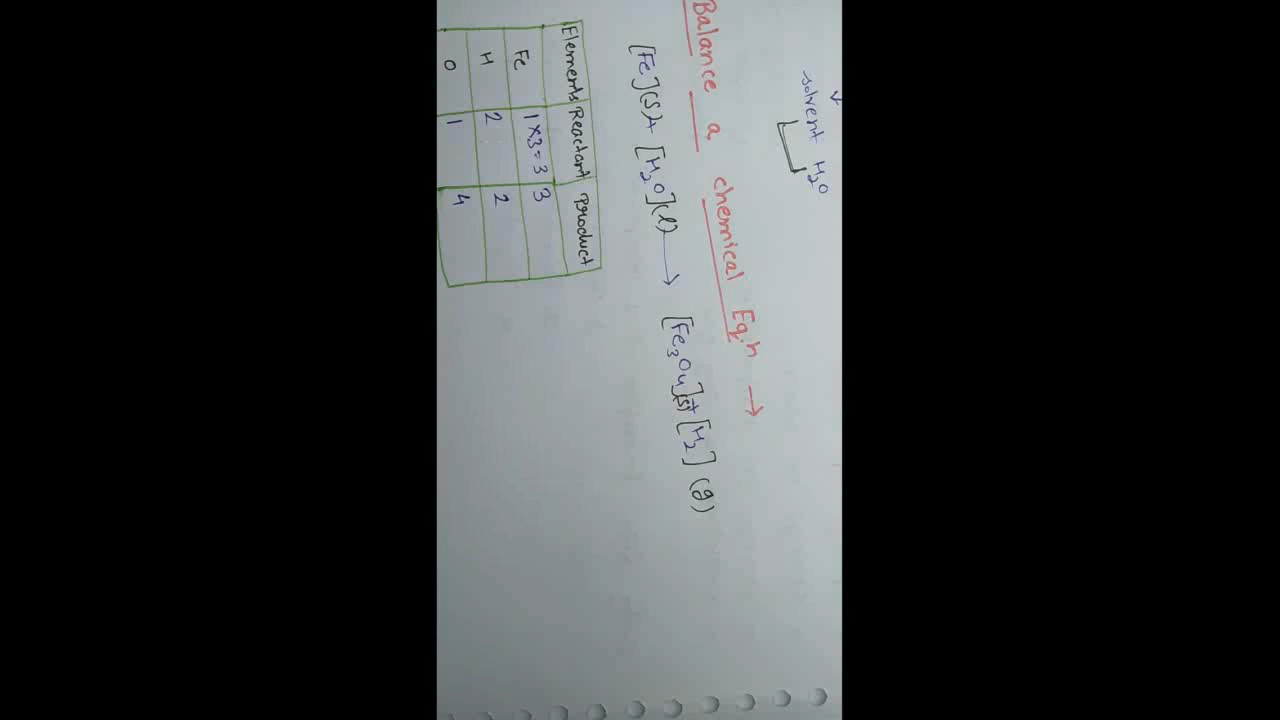 solvent H2O
Balance a chemical Eq.n →
[Fe](s) + [H2O](l) → [Fe3O4](s) + [H2](g)
Elements Reactant Product
Fe 1×3=3 3
H 2 2
O 1 4